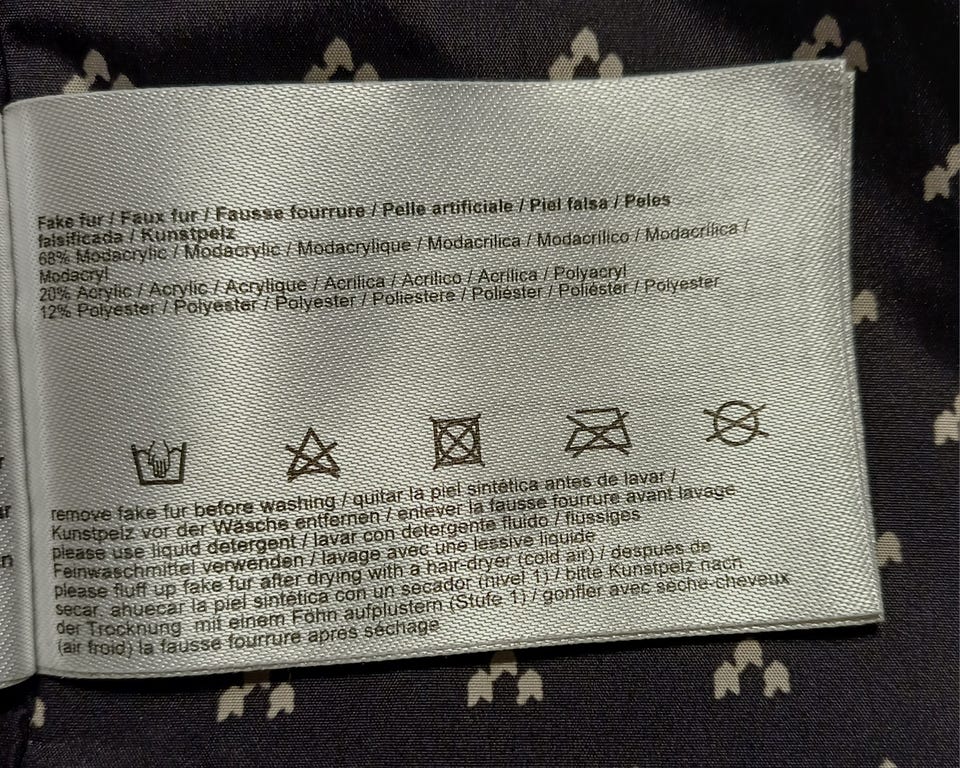 Fake fur / Faux fur / Fausse fourrure / Pelle artificiale / Piel falsa / Peles
falsificada / Kunstpelz
68% Modacrylic / Modacrylic / Modacrylique / Modacrilica / Modacrílico / Modacrílica /
Modacryl
20% Acrylic / Acrylic / Acrylique / Acrilica / Acrílico / Acrílica / Polyacryl
12% Polyester / Polyester / Polyester / Poliestere / Poliéster / Poliéster / Polyester
remove fake fur before washing / quitar la piel sintética antes de lavar /
Kunstpelz vor der Wäsche entfernen / enlever la fausse fourrure avant lavage
please use liquid detergent / lavar con detergente fluido / flüssiges
Feinwaschmittel verwenden / lavage avec une lessive liquide
please fluff up fake fur after drying with a hair-dryer (cold air) / después de
secar, ahuecar la piel sintética con un secador (nivel 1) / bitte Kunstpelz nach
der Trocknung mit einem Föhn aufplustern (Stufe 1) / gonfler avec sèche-cheveux
(air froid) la fausse fourrure après séchage